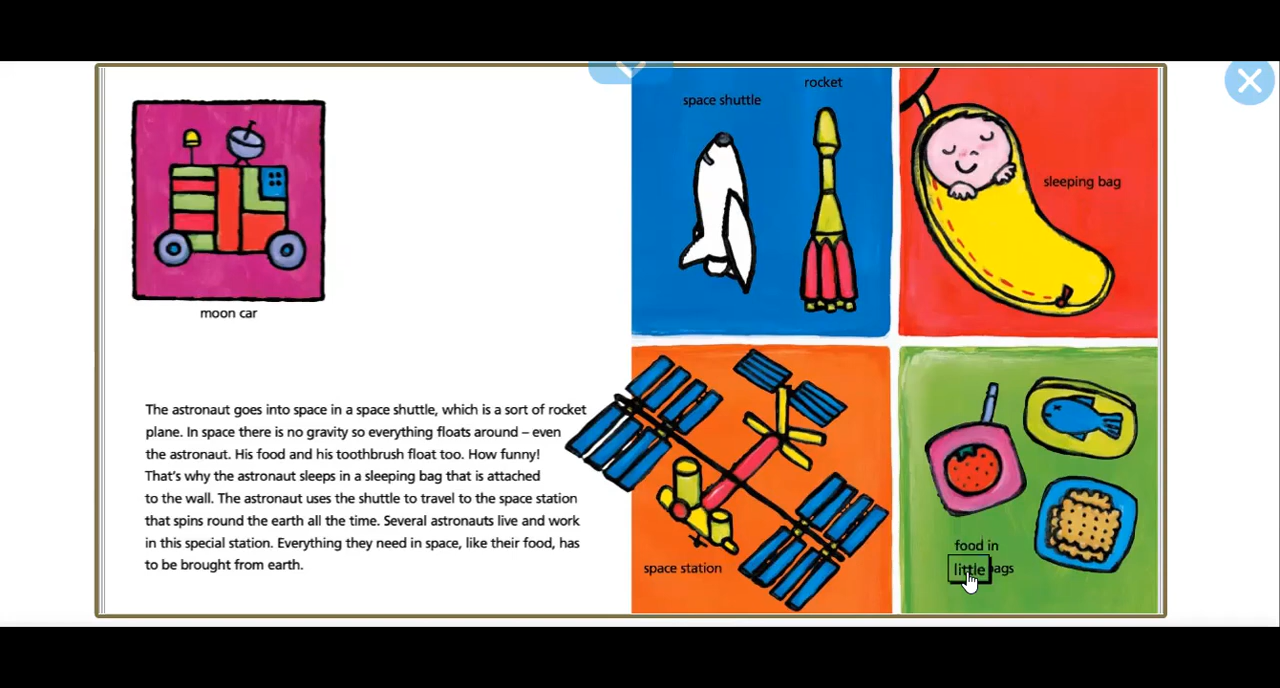 moon car
The astronaut goes into space in a space shuttle, which is a sort of rocket
plane. In space there is no gravity so everything floats around – even
the astronaut. His food and his toothbrush float too. How funny!
That's why the astronaut sleeps in a sleeping bag that is attached
to the wall. The astronaut uses the shuttle to travel to the space station
that spins round the earth all the time. Several astronauts live and work
in this special station. Everything they need in space, like their food, has
to be brought from earth.
space shuttle
rocket
sleeping bag
space station
food in
little bags